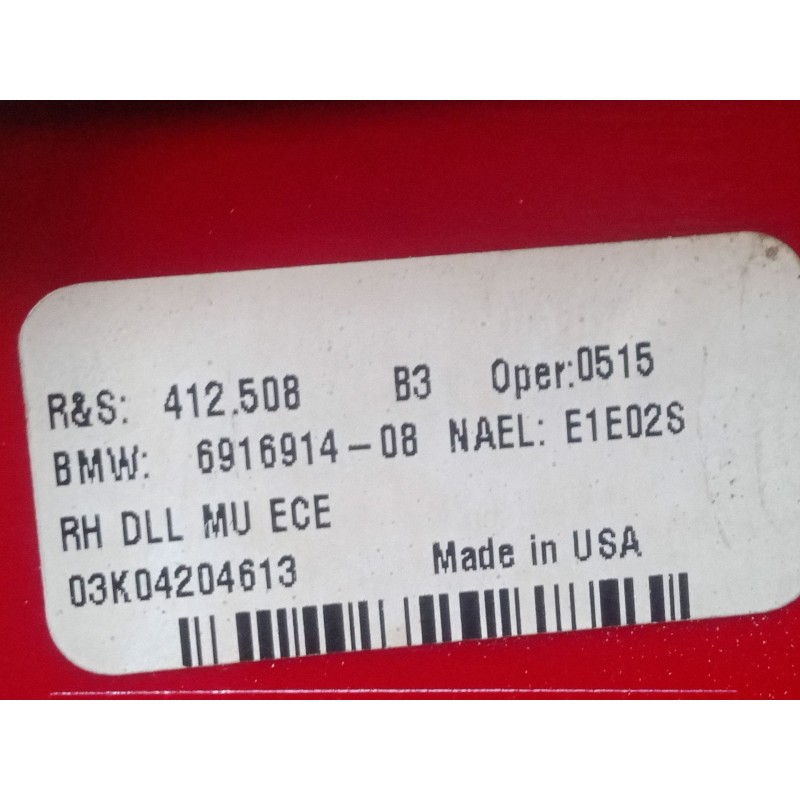 R&S: 412.508 B3 Oper:0515
BMW: 6916914-08 NAEL: E1E02S
RH DLL MU ECE
03K04204613 Made in USA